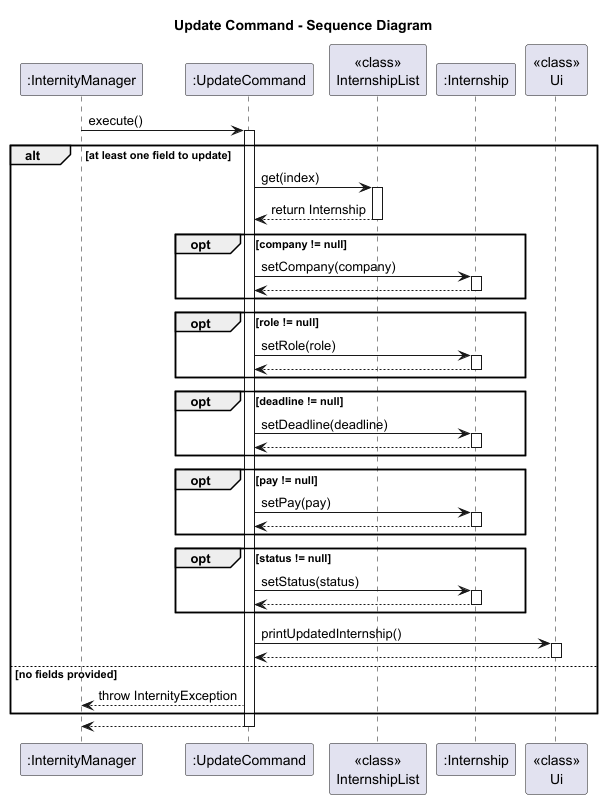 Update Command - Sequence Diagram
:InternityManager
:UpdateCommand
«class»
InternshipList
:Internship
«class»
Ui
execute()
alt
[at least one field to update]
get(index)
return Internship
opt
[company != null]
setCompany(company)
opt
[role != null]
setRole(role)
opt
[deadline != null]
setDeadline(deadline)
opt
[pay != null]
setPay(pay)
opt
[status != null]
setStatus(status)
printUpdatedInternship()
[no fields provided]
throw InternityException
:InternityManager
:UpdateCommand
«class»
InternshipList
:Internship
«class»
Ui